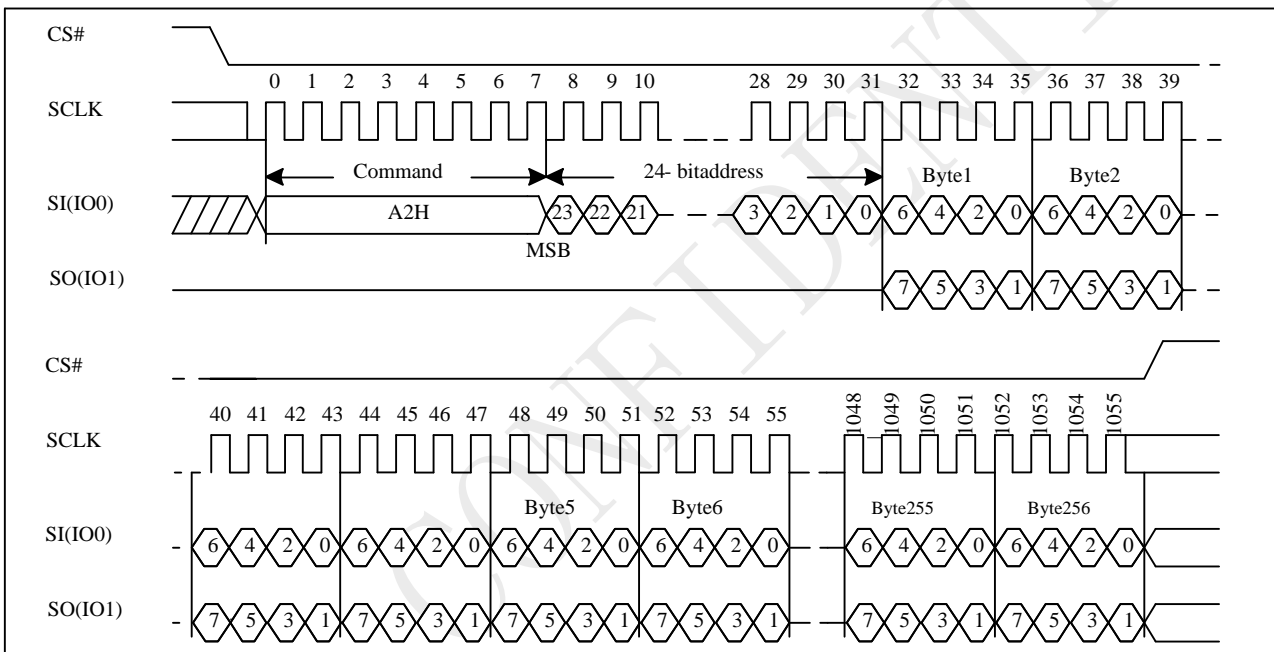 CS#
0 1 2 3 4 5 6 7 8 9 10 28 29 30 31 32 33 34 35 36 37 38 39
SCLK
Command 24- bitaddress Byte1 Byte2
SI(IO0) A2H 23 22 21 3 2 1 0 6 4 2 0 6 4 2 0
MSB
SO(IO1) 7 5 3 1 7 5 3 1
CS#
40 41 42 43 44 45 46 47 48 49 50 51 52 53 54 55 1048 1049 1050 1051 1052 1053 1054 1055
SCLK
Byte5 Byte6 Byte255 Byte256
SI(IO0) 6 4 2 0 6 4 2 0 6 4 2 0 6 4 2 0 6 4 2 0 6 4 2 0
SO(IO1) 7 5 3 1 7 5 3 1 7 5 3 1 7 5 3 1 7 5 3 1 7 5 3 1
CONFIDENT